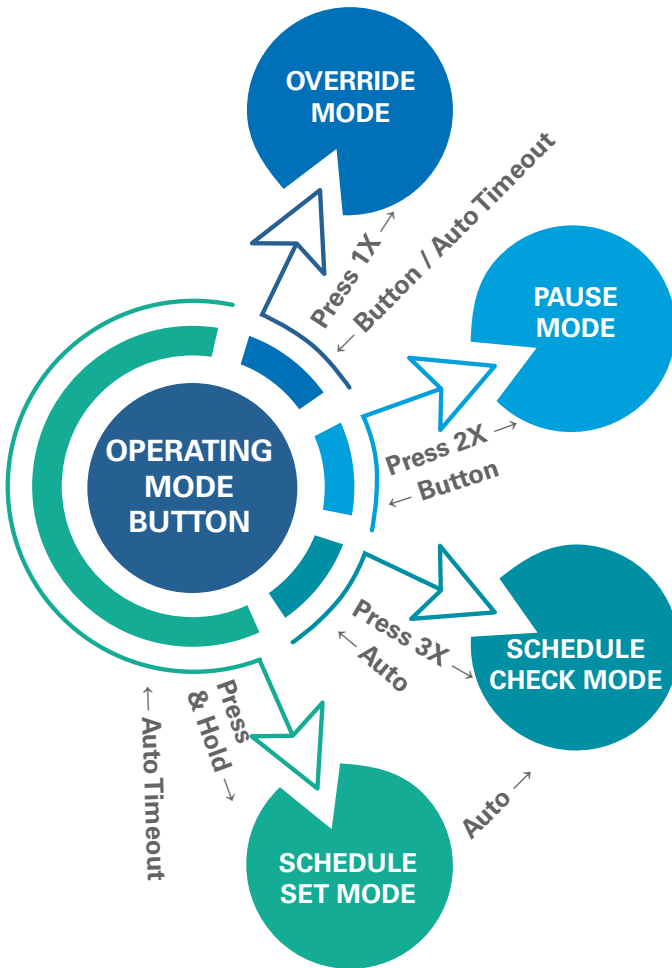 OVERRIDE
MODE
Press 1X →
← Button / Auto Timeout
PAUSE
MODE
Press 2X →
← Button
OPERATING
MODE
BUTTON
Press 3X →
← Auto
SCHEDULE
CHECK MODE
Press
& Hold →
← Auto Timeout
Auto →
SCHEDULE
SET MODE